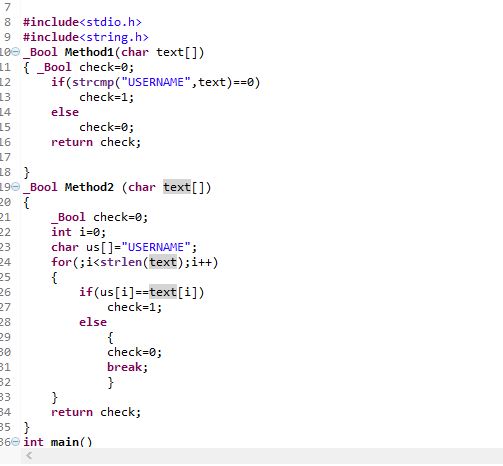 7
8 #include<stdio.h>
9 #include<string.h>
10 _Bool Method1(char text[])
11 { _Bool check=0;
12 if(strcmp("USERNAME",text)==0)
13 check=1;
14 else
15 check=0;
16 return check;
17
18 }
19 _Bool Method2 (char text[])
20 {
21 _Bool check=0;
22 int i=0;
23 char us[]="USERNAME";
24 for(;i<strlen(text);i++)
25 {
26 if(us[i]==text[i])
27 check=1;
28 else
29 {
30 check=0;
31 break;
32 }
33 }
34 return check;
35 }
36 int main()